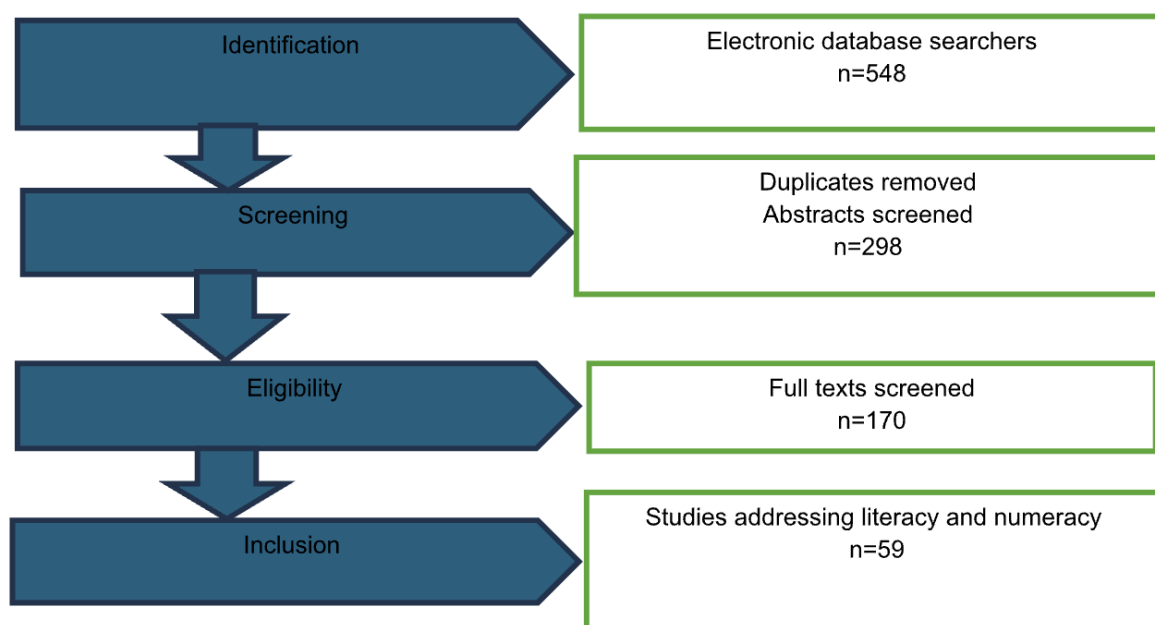 Identification
Electronic database searchers
n=548
Screening
Duplicates removed
Abstracts screened
n=298
Eligibility
Full texts screened
n=170
Inclusion
Studies addressing literacy and numeracy
n=59